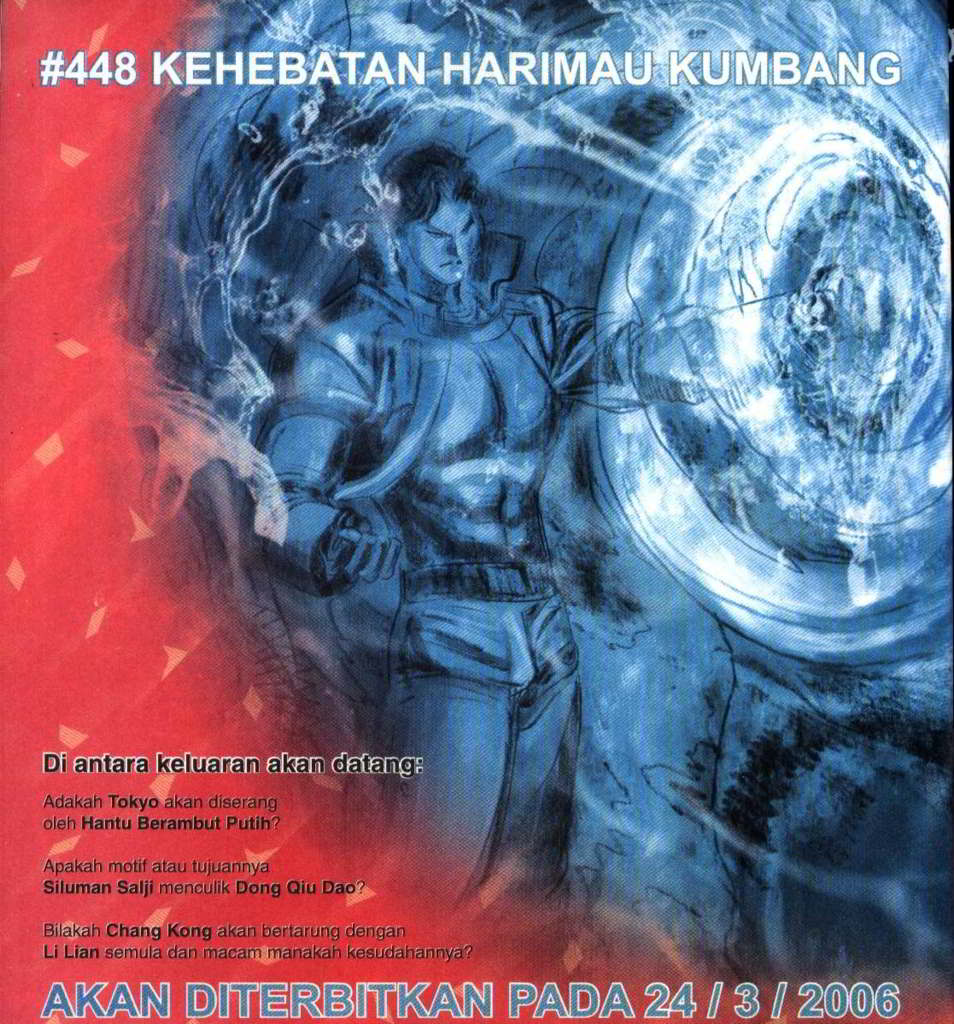 #448 KEHEBATAN HARIMAU KUMBANG
Di antara keluaran akan datang:
Adakah Tokyo akan diserang
oleh Hantu Berambut Putih?
Apakah motif atau tujuannya
Siluman Salji menculik Dong Qiu Dao?
Bilakah Chang Kong akan bertarung dengan
Li Lian semula dan macam manakah kesudahannya?
AKAN DITERBITKAN PADA 24 / 3 / 2006